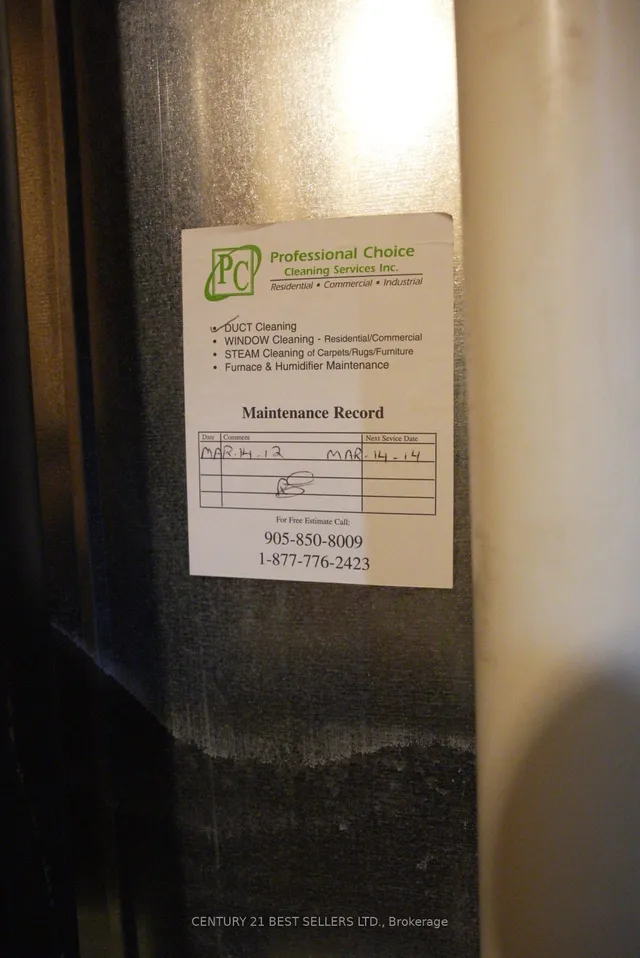 PC
Professional Choice
Cleaning Services Inc.
Residential • Commercial • Industrial
• DUCT Cleaning
• WINDOW Cleaning - Residential/Commercial
• STEAM Cleaning of Carpets/Rugs/Furniture
• Furnace & Humidifier Maintenance
Maintenance Record
Date Comment Next Sevice Date
MAR.14.12 MAR.14.14
For Free Estimate Call:
905-850-8009
1-877-776-2423
CENTURY 21 BEST SELLERS LTD., Brokerage